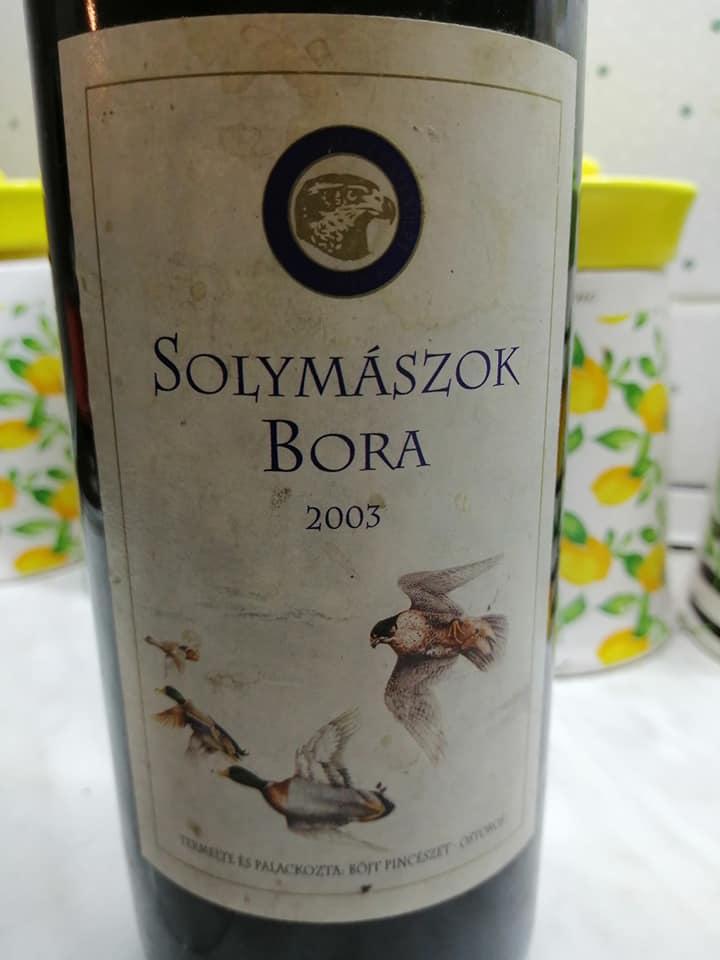 SOLYMÁSZOK
BORA
2003
TERMELTE ÉS PALACKOZTA: BÖJT PINCÉSZET - OSTOROS